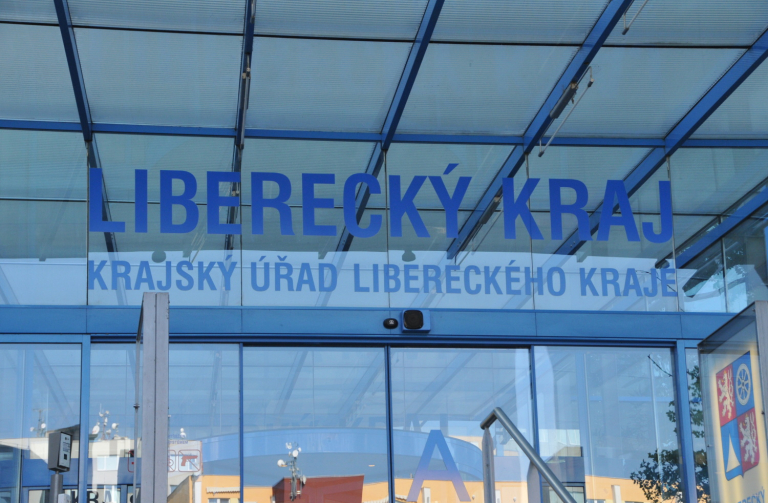 LIBERECKÝ KRAJ
KRAJSKÝ ÚŘAD LIBERECKÉHO KRAJE
A